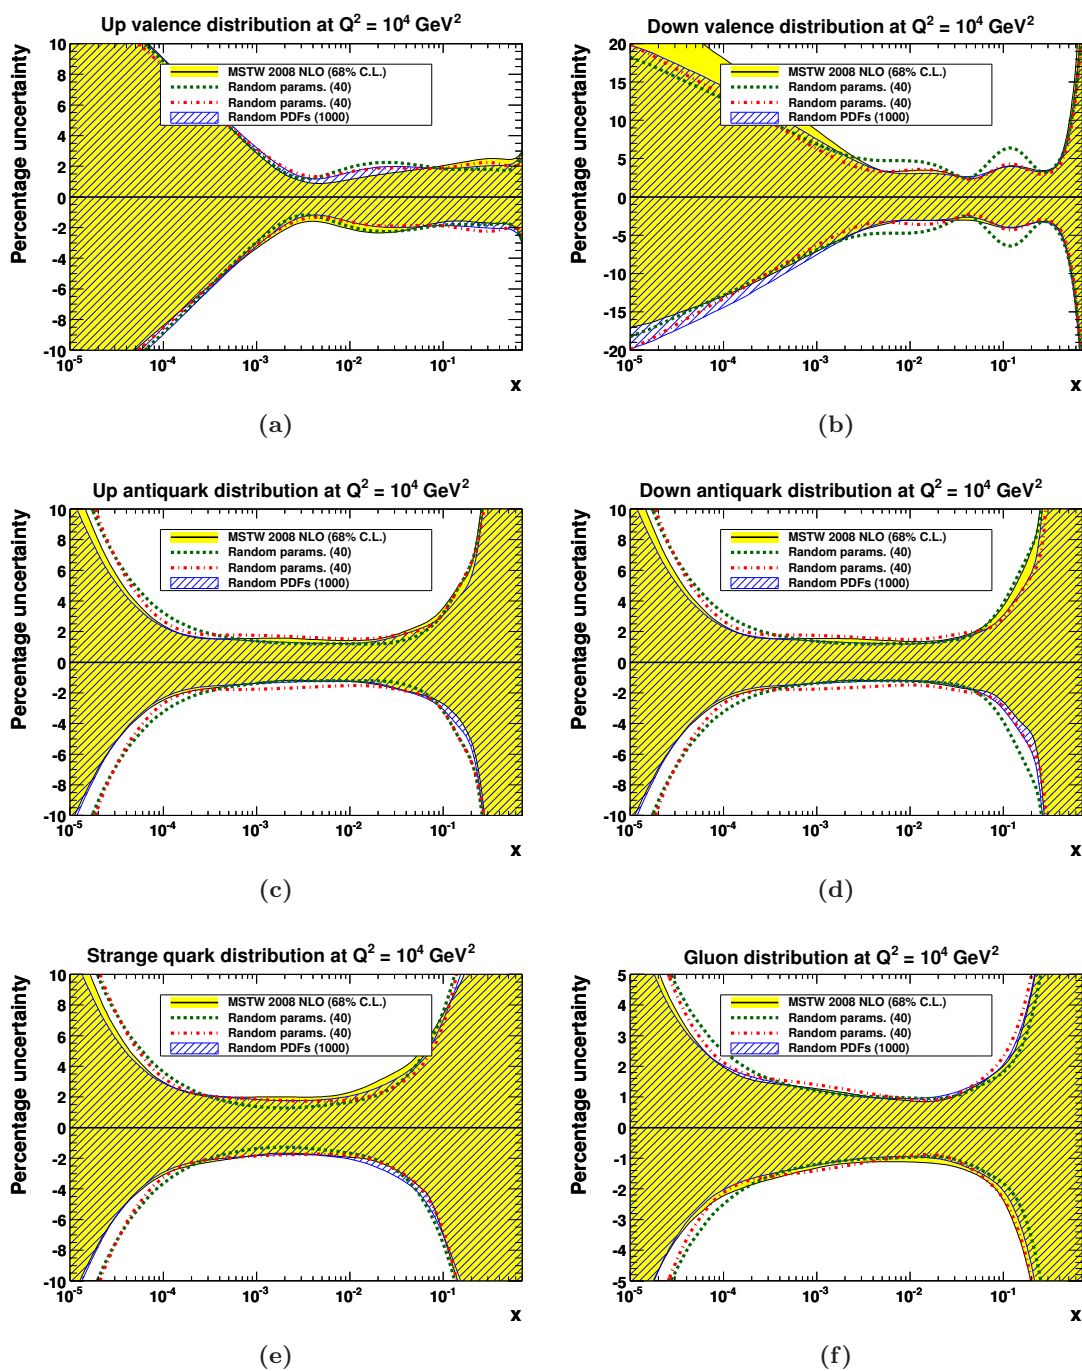 Up valence distribution at Q² = 10⁴ GeV²
Percentage uncertainty
10
8
6
4
2
0
-2
-4
-6
-8
-10
MSTW 2008 NLO (68% C.L.)
Random params. (40)
Random params. (40)
Random PDFs (1000)
10⁻⁵ 10⁻⁴ 10⁻³ 10⁻² 10⁻¹
x
(a)
Down valence distribution at Q² = 10⁴ GeV²
Percentage uncertainty
20
15
10
5
0
-5
-10
-15
-20
MSTW 2008 NLO (68% C.L.)
Random params. (40)
Random params. (40)
Random PDFs (1000)
10⁻⁵ 10⁻⁴ 10⁻³ 10⁻² 10⁻¹
x
(b)
Up antiquark distribution at Q² = 10⁴ GeV²
Percentage uncertainty
10
8
6
4
2
0
-2
-4
-6
-8
-10
MSTW 2008 NLO (68% C.L.)
Random params. (40)
Random params. (40)
Random PDFs (1000)
10⁻⁵ 10⁻⁴ 10⁻³ 10⁻² 10⁻¹
x
(c)
Down antiquark distribution at Q² = 10⁴ GeV²
Percentage uncertainty
10
8
6
4
2
0
-2
-4
-6
-8
-10
MSTW 2008 NLO (68% C.L.)
Random params. (40)
Random params. (40)
Random PDFs (1000)
10⁻⁵ 10⁻⁴ 10⁻³ 10⁻² 10⁻¹
x
(d)
Strange quark distribution at Q² = 10⁴ GeV²
Percentage uncertainty
10
8
6
4
2
0
-2
-4
-6
-8
-10
MSTW 2008 NLO (68% C.L.)
Random params. (40)
Random params. (40)
Random PDFs (1000)
10⁻⁵ 10⁻⁴ 10⁻³ 10⁻² 10⁻¹
x
(e)
Gluon distribution at Q² = 10⁴ GeV²
Percentage uncertainty
5
4
3
2
1
0
-1
-2
-3
-4
-5
MSTW 2008 NLO (68% C.L.)
Random params. (40)
Random params. (40)
Random PDFs (1000)
10⁻⁵ 10⁻⁴ 10⁻³ 10⁻² 10⁻¹
x
(f)